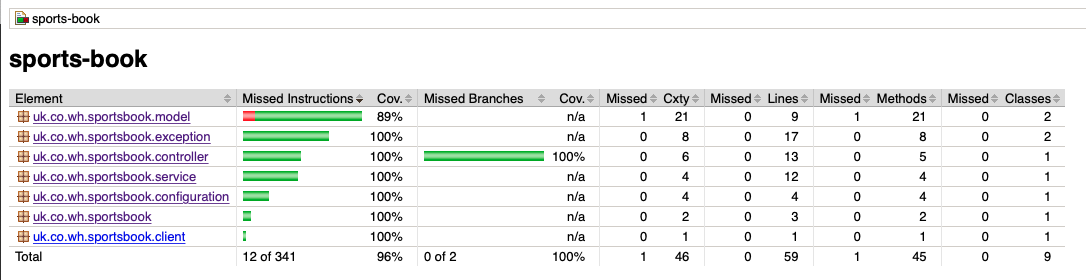 sports-book
sports-book
Element Missed Instructions Cov. Missed Branches Cov. Missed Cxty Missed Lines Missed Methods Missed Classes
uk.co.wh.sportsbook.model 89% n/a 1 21 0 9 1 21 0 2
uk.co.wh.sportsbook.exception 100% n/a 0 8 0 17 0 8 0 2
uk.co.wh.sportsbook.controller 100% 100% 0 6 0 13 0 5 0 1
uk.co.wh.sportsbook.service 100% n/a 0 4 0 12 0 4 0 1
uk.co.wh.sportsbook.configuration 100% n/a 0 4 0 4 0 4 0 1
uk.co.wh.sportsbook 100% n/a 0 2 0 3 0 2 0 1
uk.co.wh.sportsbook.client 100% n/a 0 1 0 1 0 1 0 1
Total 12 of 341 96% 0 of 2 100% 1 46 0 59 1 45 0 9